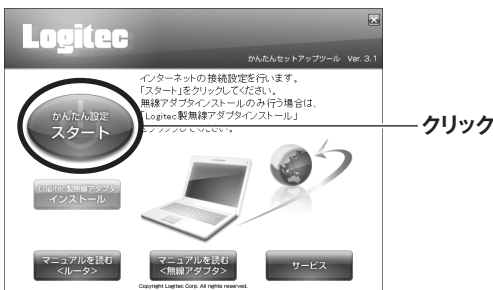 Logitec
かんたんセットアップツール Ver. 3.1
インターネットの接続設定を行います。
「スタート」をクリックしてください。
無線アダプタインストールのみ行う場合は、
「Logitec製無線アダプタインストール」
をクリックしてください。
かんたん設定
スタート
クリック
Logitec製無線アダプタ
インストール
マニュアルを読む
<ルータ>
マニュアルを読む
<無線アダプタ>
サービス
Copyright Logitec Corp. All rights reserved.